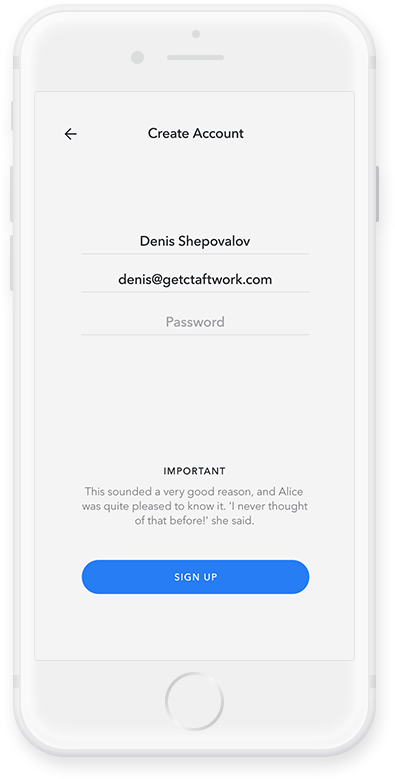 Create Account
Denis Shepovalov
denis@getctaftwork.com
Password
IMPORTANT
This sounded a very good reason, and Alice
was quite pleased to know it. 'I never thought
of that before!' she said.
SIGN UP